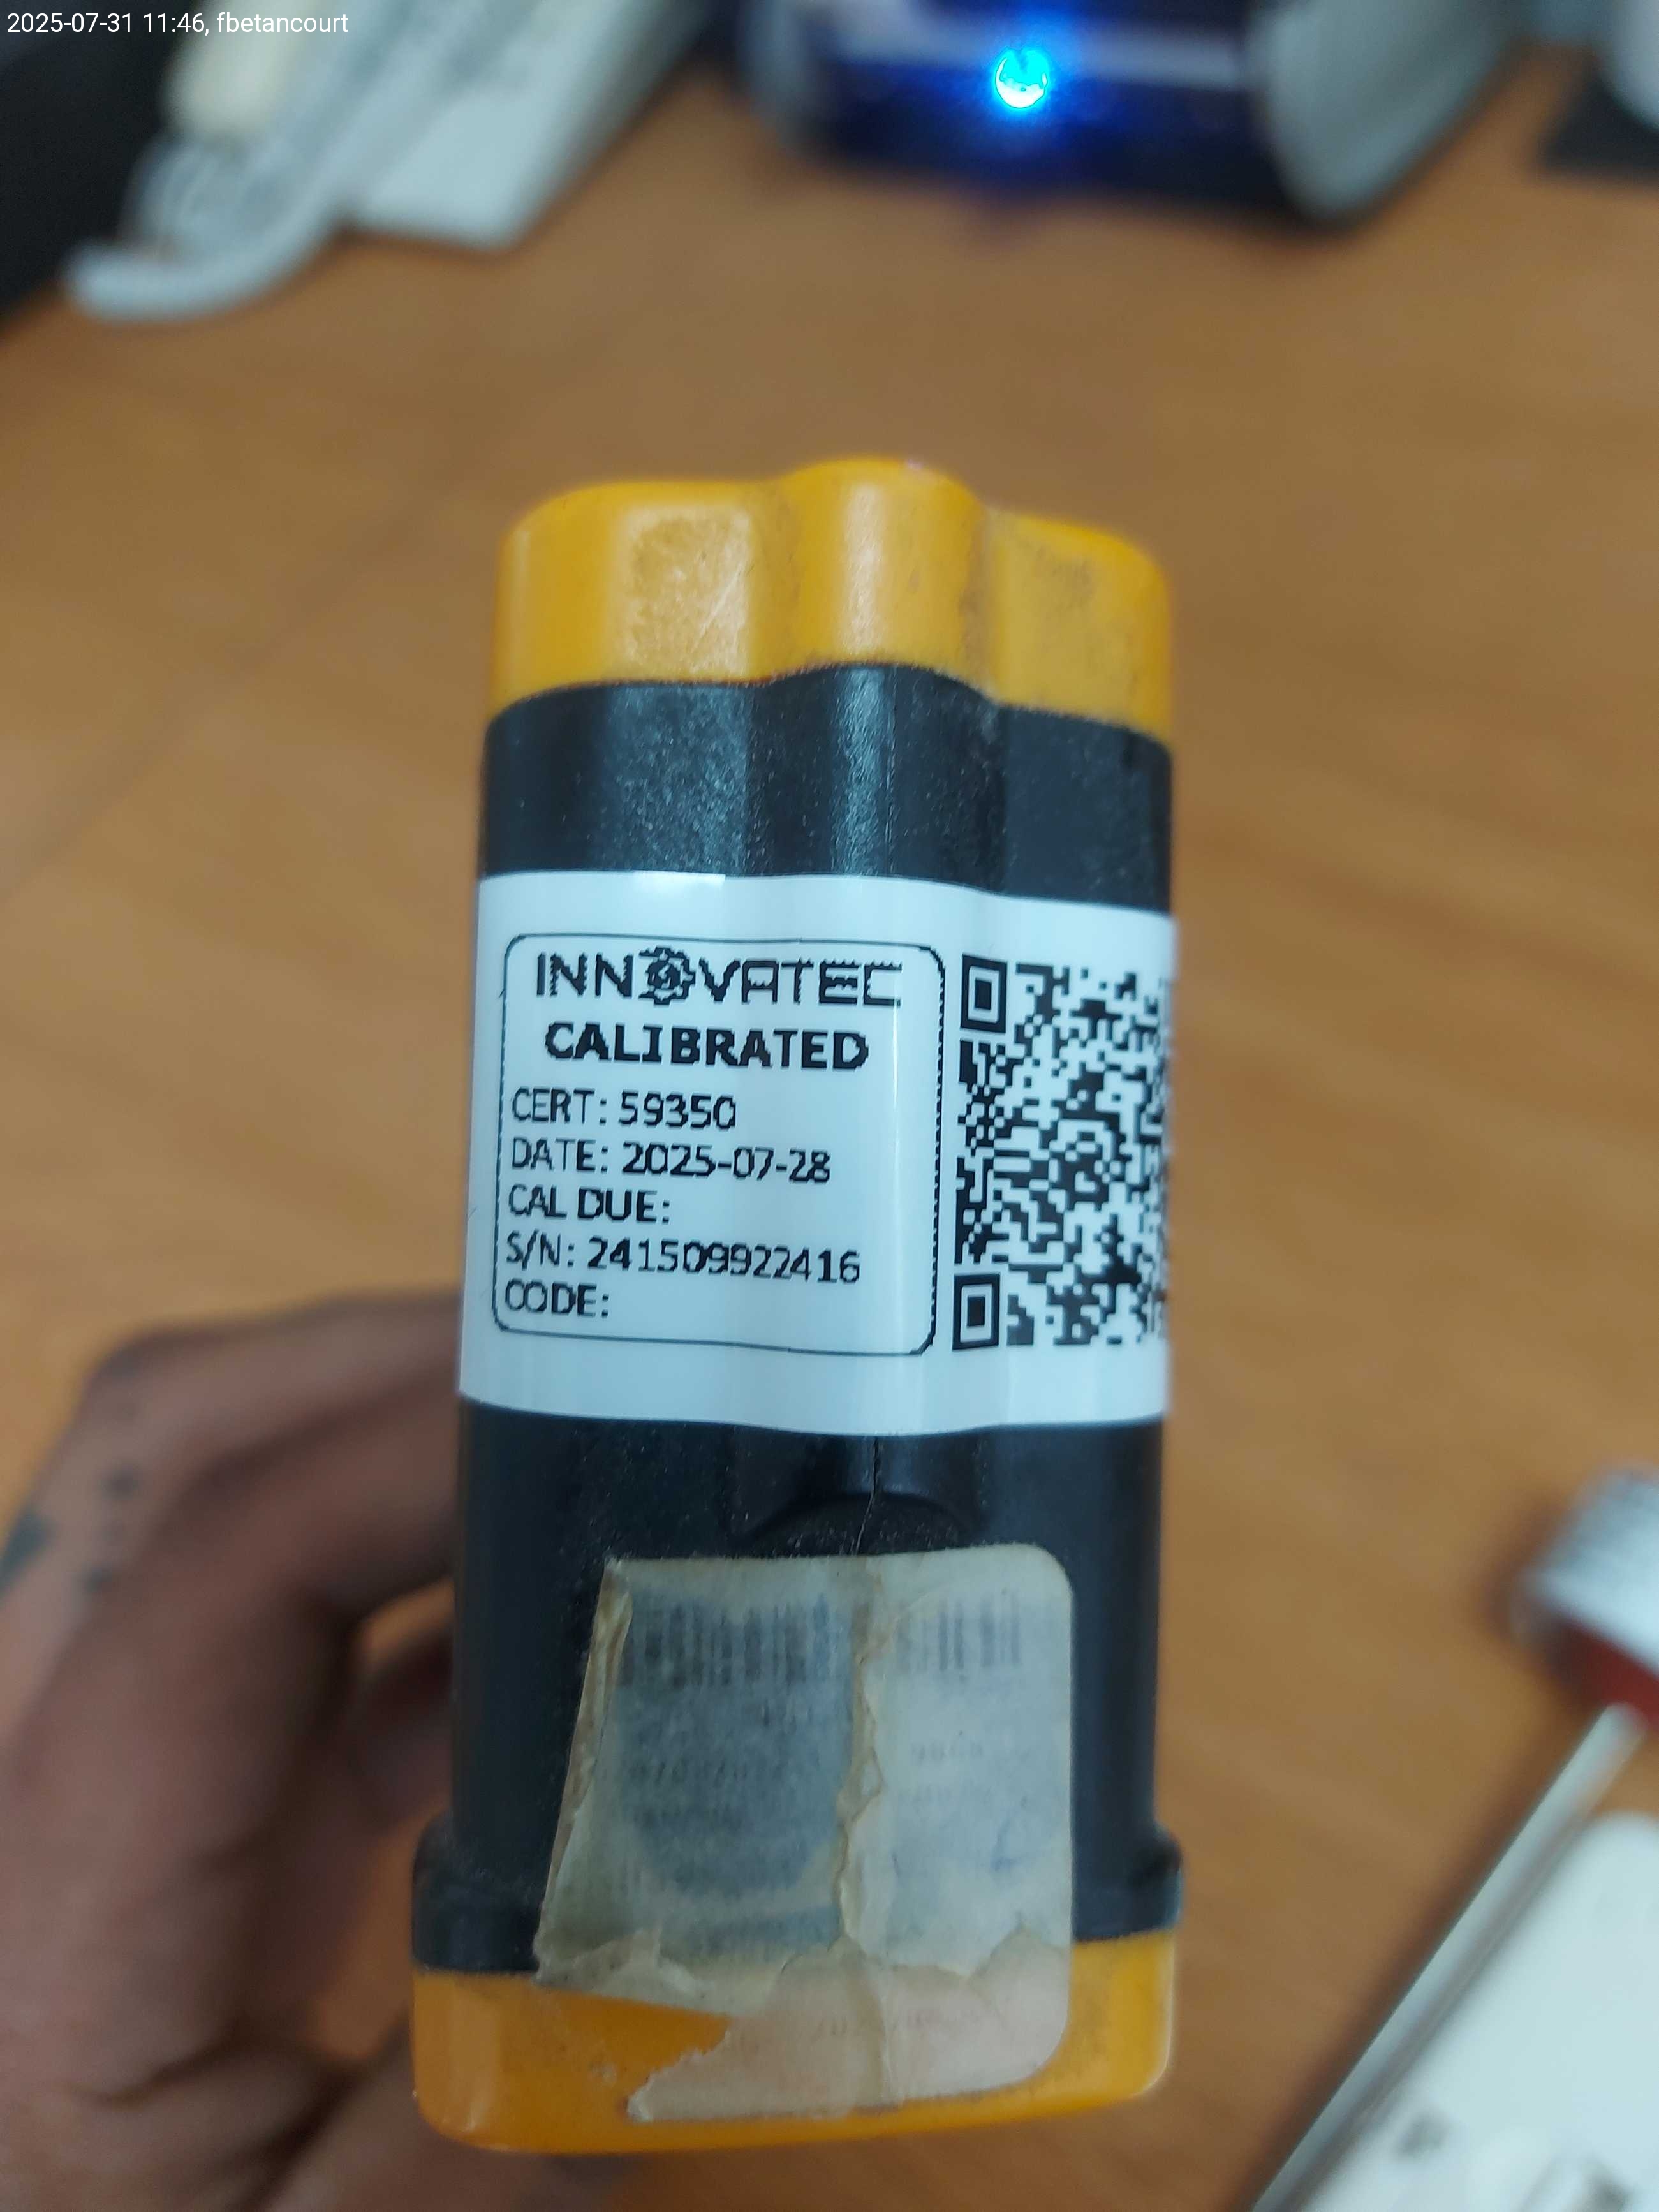 2025-07-31 11:46, fbetancourt
INNOVATEC
CALIBRATED
CERT: 59350
DATE: 2025-07-28
CAL DUE:
S/N: 241509922416
CODE: